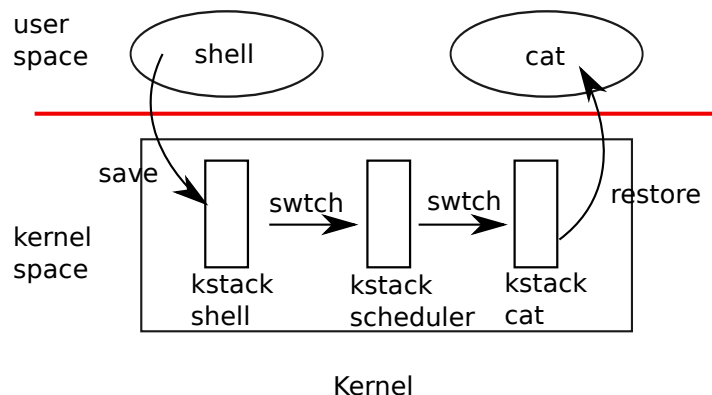 user
space
shell
cat
save
swtch
swtch
restore
kernel
space
kstack
shell
kstack
scheduler
kstack
cat
Kernel